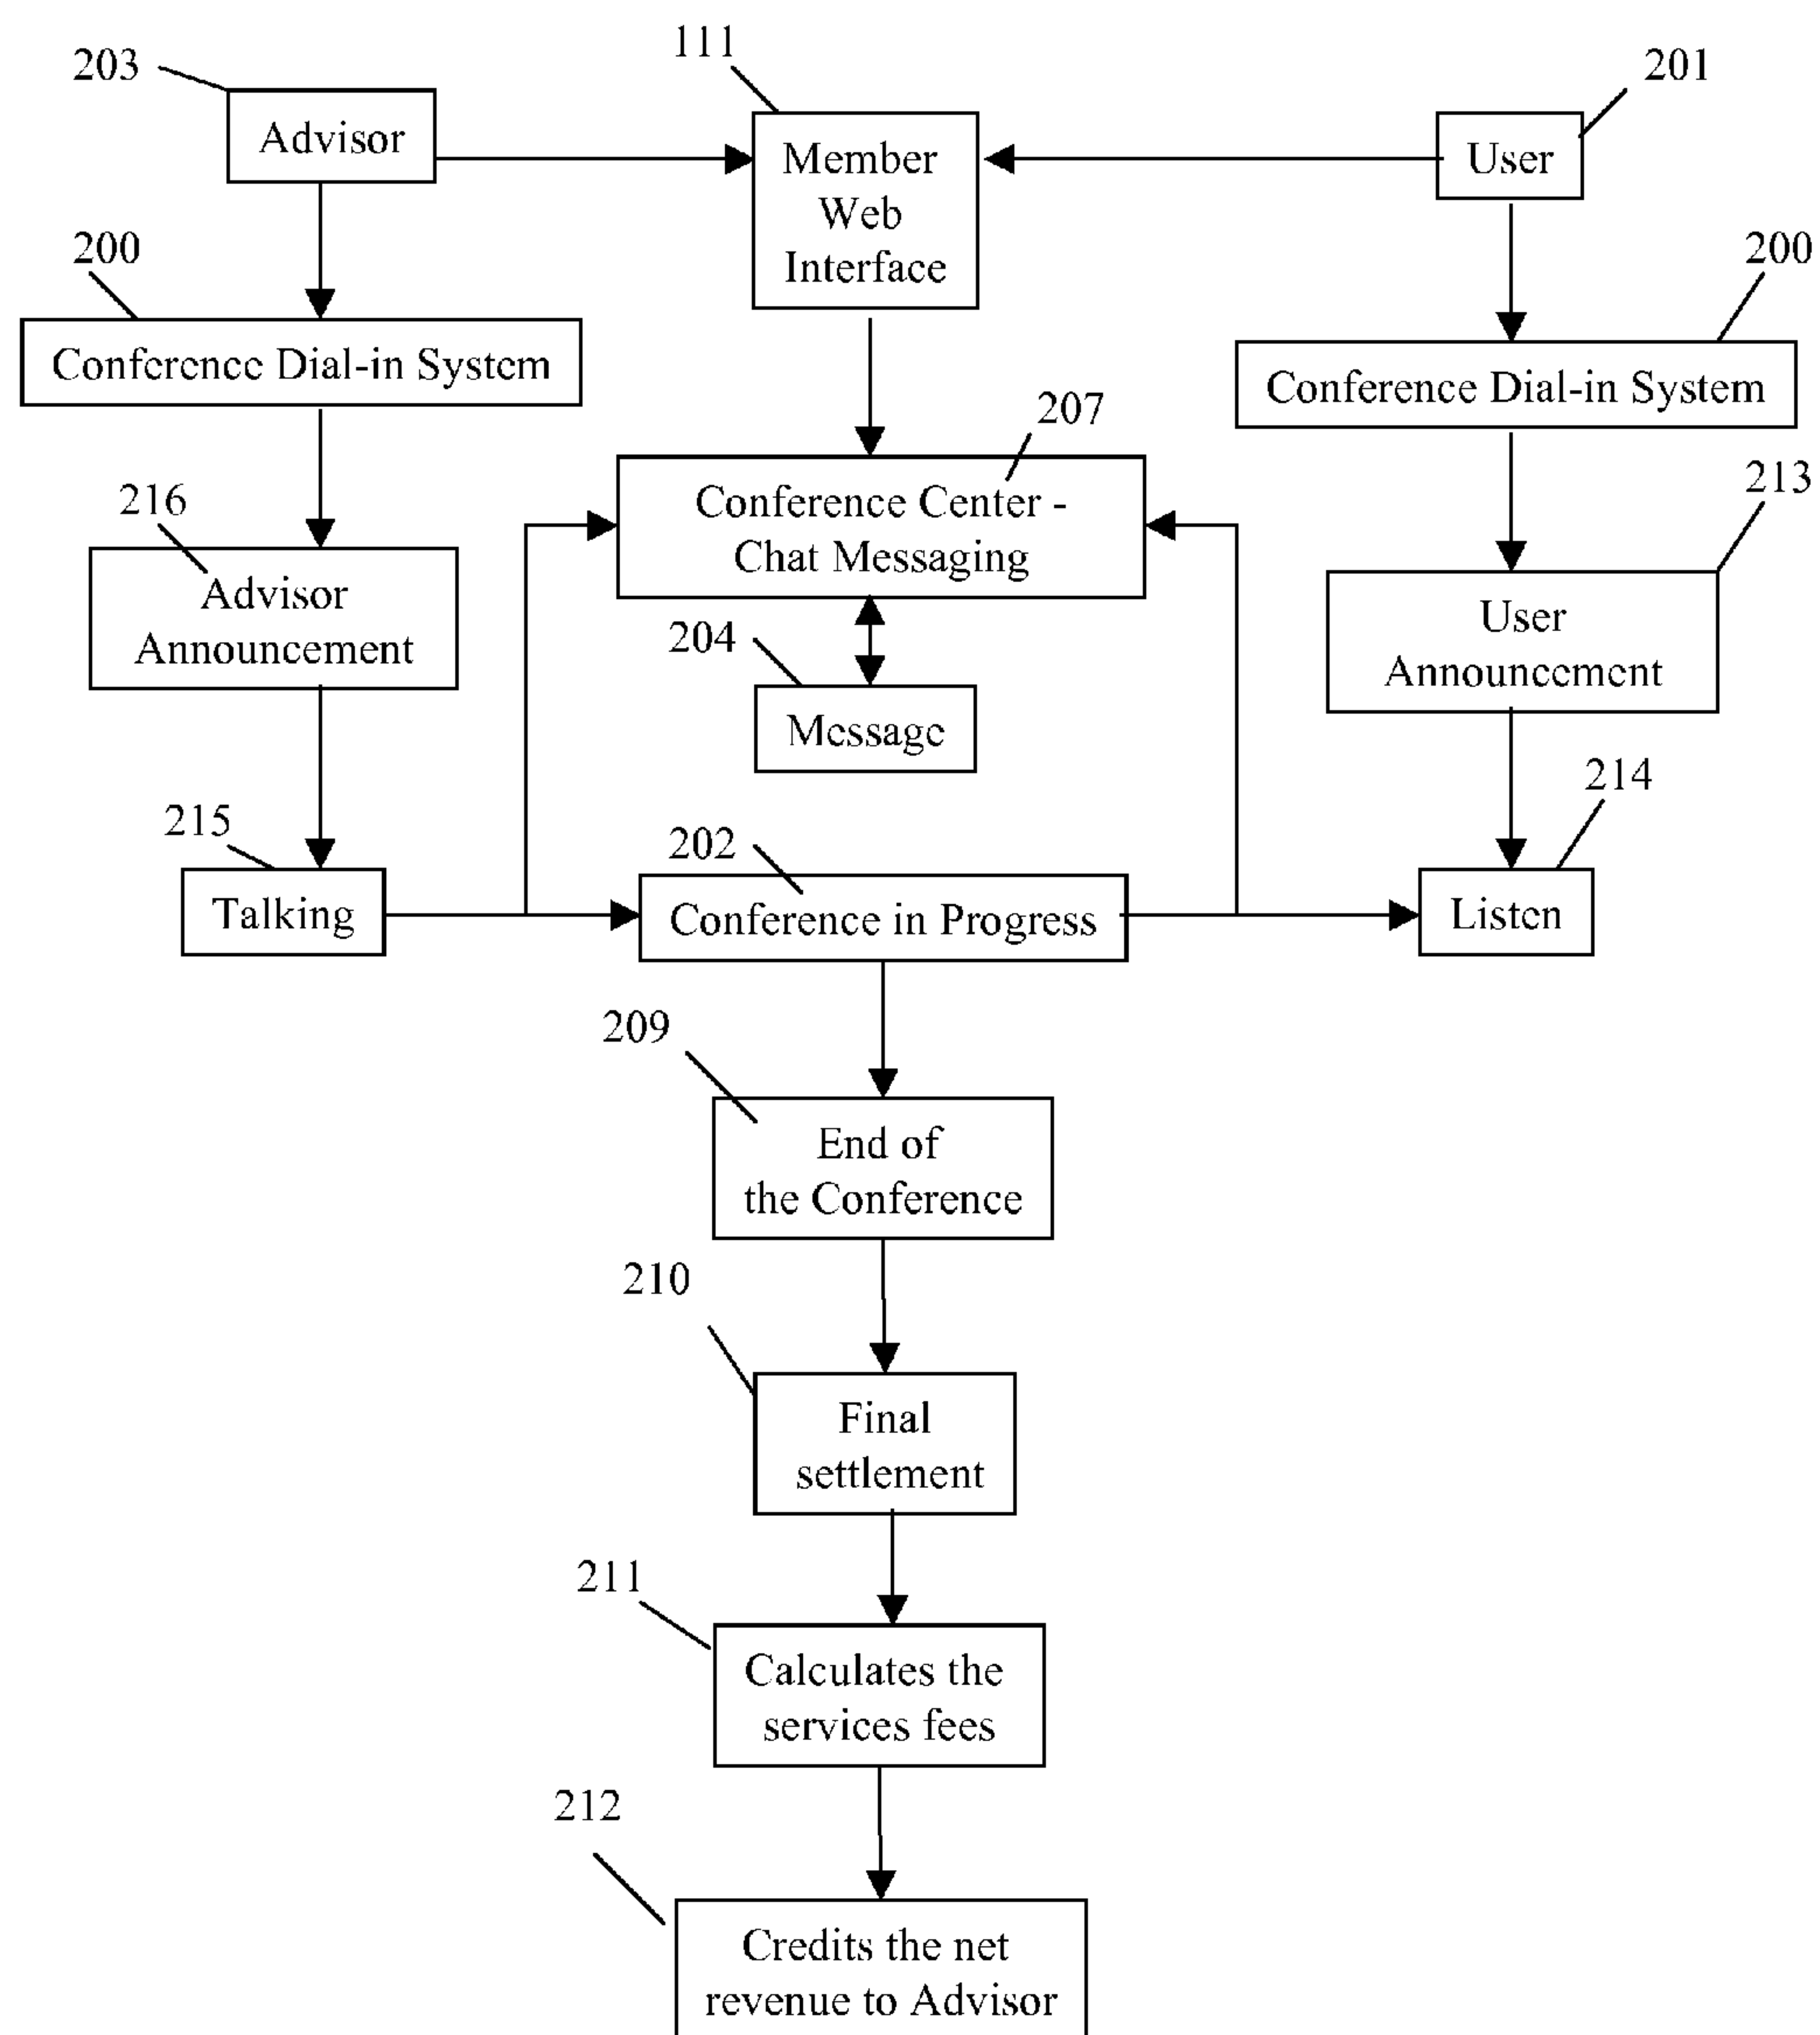 111
203
201
Advisor
Member
Web
Interface
User
200
200
Conference Dial-in System
Conference Dial-in System
207
216
213
Conference Center -
Chat Messaging
Advisor
Announcement
User
Announcement
204
Message
215
202
214
Talking
Conference in Progress
Listen
209
End of
the Conference
210
Final
settlement
211
Calculates the
services fees
212
Credits the net
revenue to Advisor